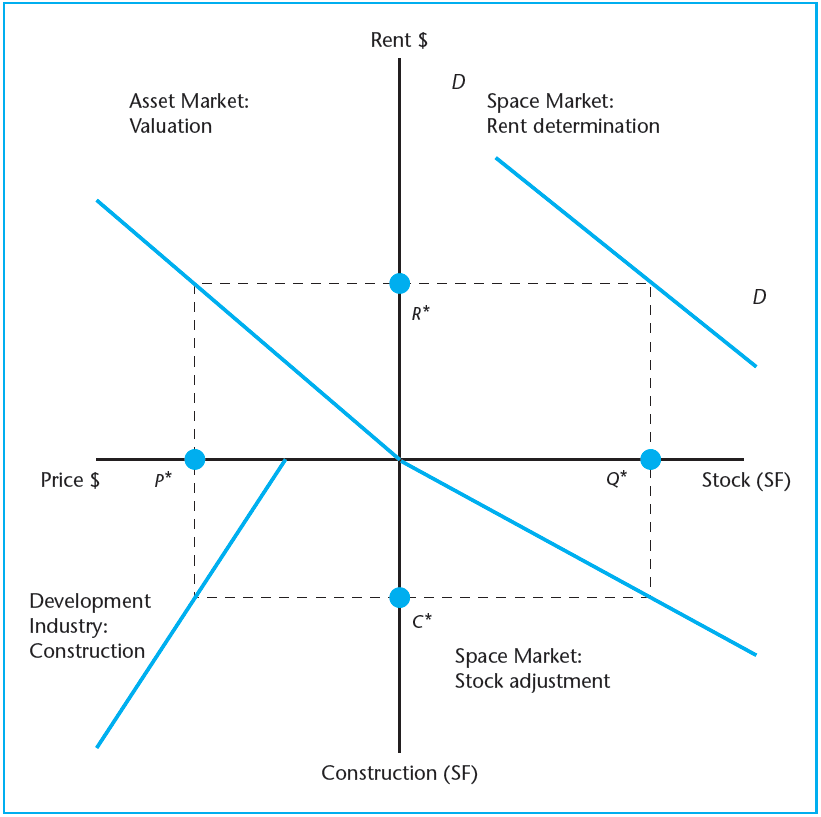 Rent $
D
Asset Market:
Valuation
Space Market:
Rent determination
D
R*
Price $
P*
Q*
Stock (SF)
Development
Industry:
Construction
C*
Space Market:
Stock adjustment
Construction (SF)